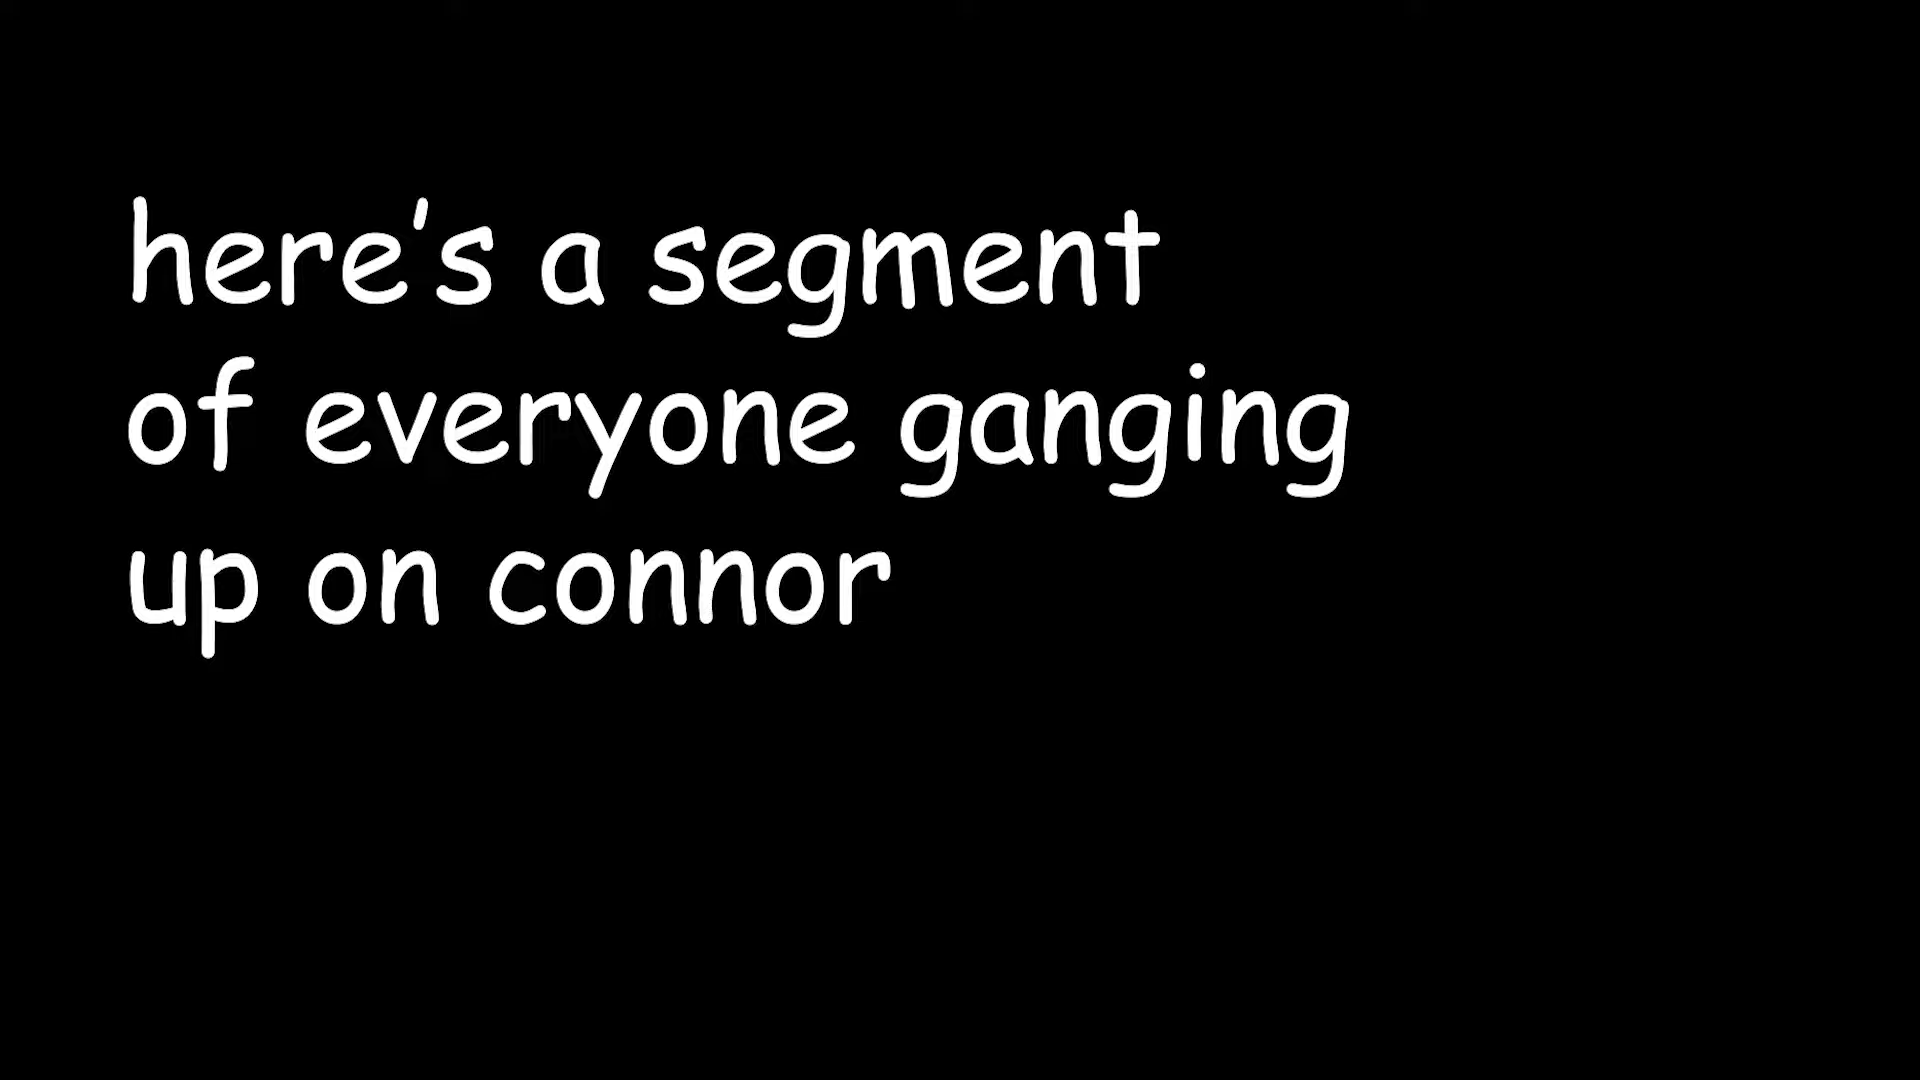 here's a segment
of everyone ganging
up on connor